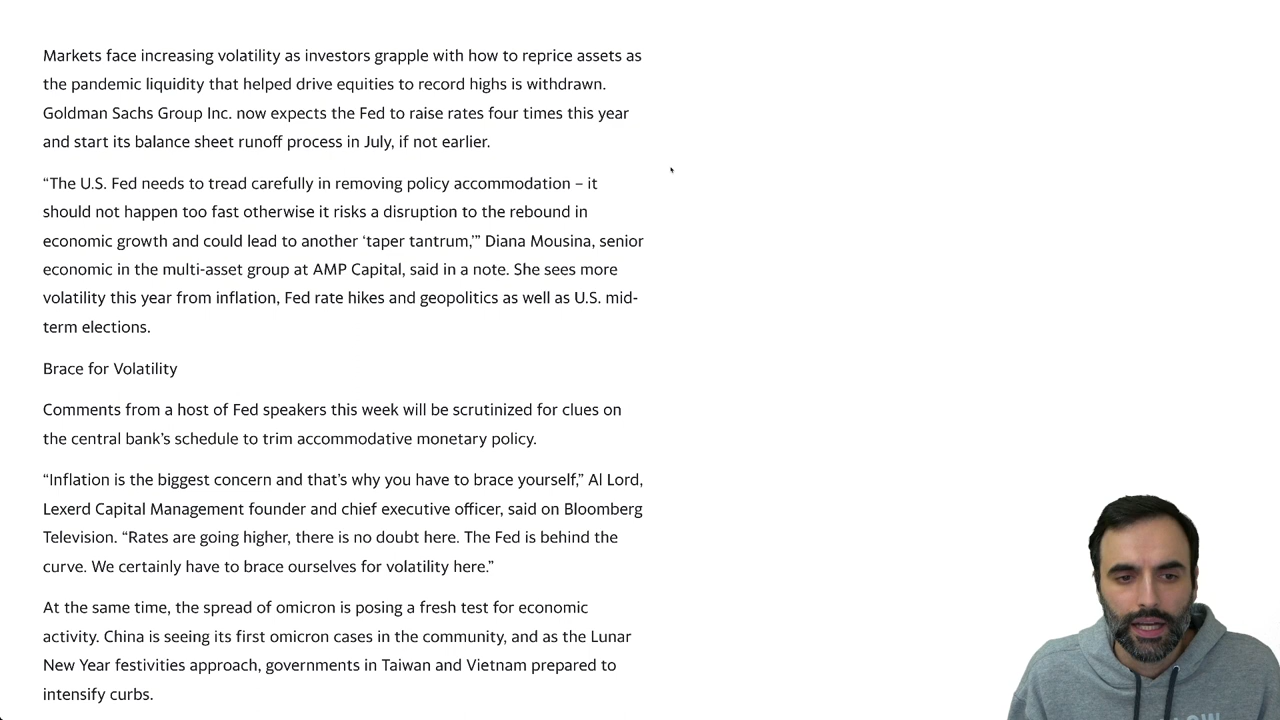 Markets face increasing volatility as investors grapple with how to reprice assets as
the pandemic liquidity that helped drive equities to record highs is withdrawn.
Goldman Sachs Group Inc. now expects the Fed to raise rates four times this year
and start its balance sheet runoff process in July, if not earlier.
“The U.S. Fed needs to tread carefully in removing policy accommodation – it
should not happen too fast otherwise it risks a disruption to the rebound in
economic growth and could lead to another ‘taper tantrum,’” Diana Mousina, senior
economic in the multi-asset group at AMP Capital, said in a note. She sees more
volatility this year from inflation, Fed rate hikes and geopolitics as well as U.S. mid-
term elections.
Brace for Volatility
Comments from a host of Fed speakers this week will be scrutinized for clues on
the central bank’s schedule to trim accommodative monetary policy.
“Inflation is the biggest concern and that’s why you have to brace yourself,” Al Lord,
Lexerd Capital Management founder and chief executive officer, said on Bloomberg
Television. “Rates are going higher, there is no doubt here. The Fed is behind the
curve. We certainly have to brace ourselves for volatility here.”
At the same time, the spread of omicron is posing a fresh test for economic
activity. China is seeing its first omicron cases in the community, and as the Lunar
New Year festivities approach, governments in Taiwan and Vietnam prepared to
intensify curbs.